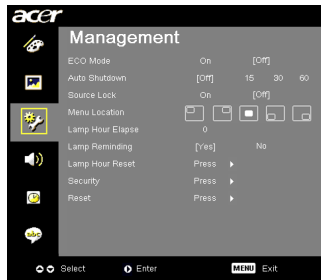 acer
Management
ECO Mode On [Off]
Auto Shutdown [Off] 15 30 60
Source Lock On [Off]
Menu Location
Lamp Hour Elapse 0
Lamp Reminding [Yes] No
Lamp Hour Reset Press
Security Press
Reset Press
abc
Select Enter MENU Exit